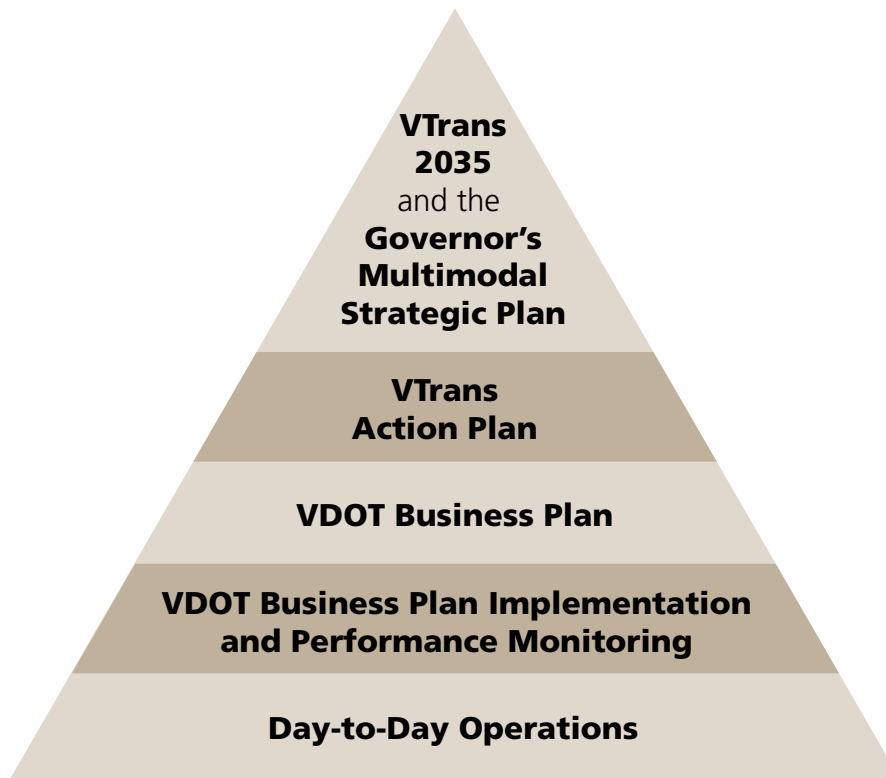 VTrans
2035
and the
Governor’s
Multimodal
Strategic Plan
VTrans
Action Plan
VDOT Business Plan
VDOT Business Plan Implementation
and Performance Monitoring
Day-to-Day Operations